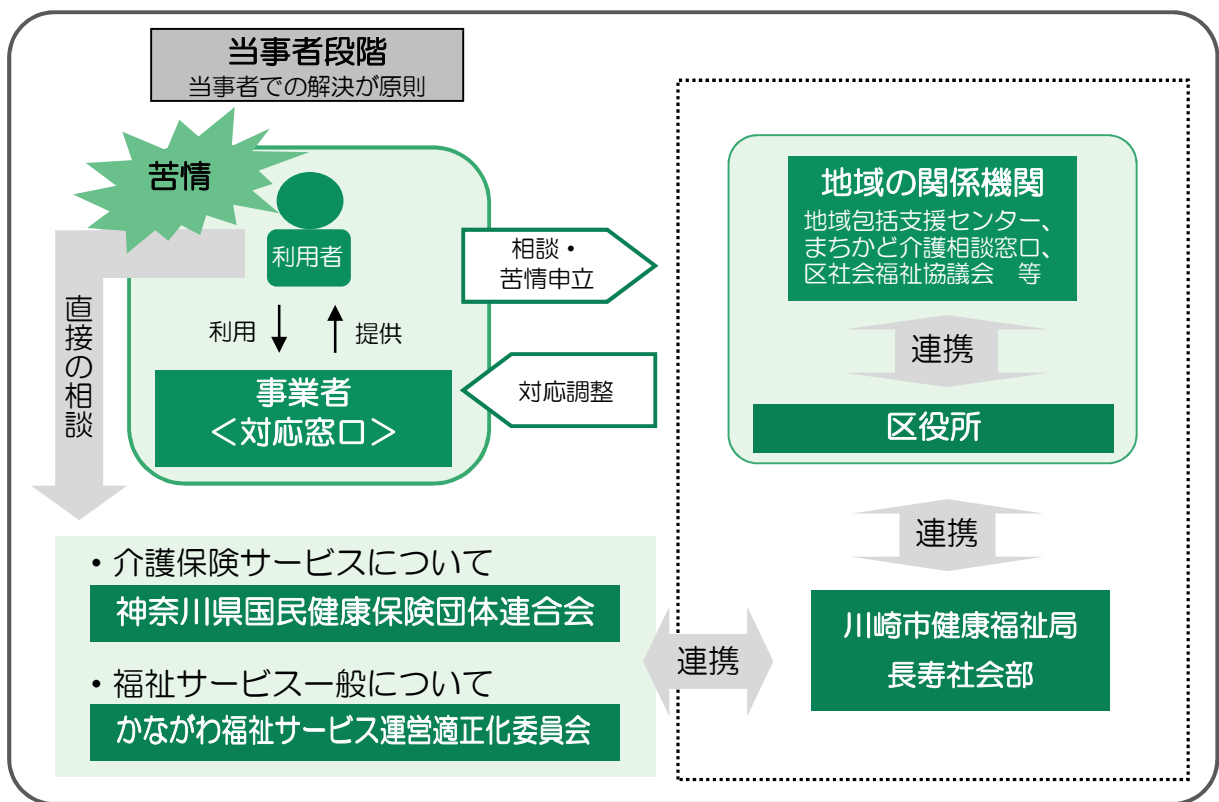 当事者段階
当事者での解決が原則
苦情
利用者
利用
提供
事業者
＜対応窓口＞
直接の相談
相談・
苦情申立
対応調整
地域の関係機関
地域包括支援センター、
まちかど介護相談窓口、
区社会福祉協議会　等
連携
区役所
連携
川崎市健康福祉局
長寿社会部
連携
・介護保険サービスについて
神奈川県国民健康保険団体連合会
・福祉サービス一般について
かながわ福祉サービス運営適正化委員会